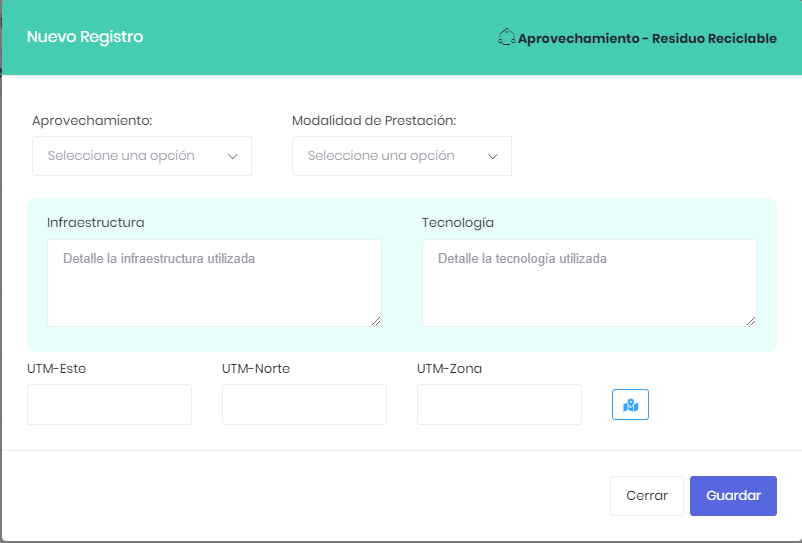 Nuevo Registro
Aprovechamiento - Residuo Reciclable
Aprovechamiento:
Modalidad de Prestación:
Seleccione una opción
Seleccione una opción
Infraestructura
Tecnología
Detalle la infraestructura utilizada
Detalle la tecnología utilizada
UTM-Este
UTM-Norte
UTM-Zona
Cerrar
Guardar